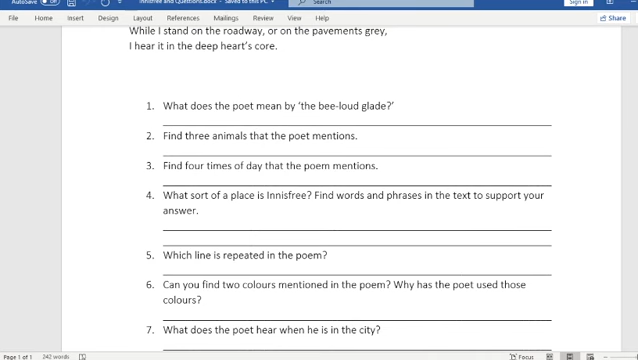 AutoSave Off
Innisfree and Questions.docx - Saved to this PC
Search
Sign in
File Home Insert Design Layout References Mailings Review View Help Share
While I stand on the roadway, or on the pavements grey,
I hear it in the deep heart's core.
1. What does the poet mean by 'the bee-loud glade?'
2. Find three animals that the poet mentions.
3. Find four times of day that the poem mentions.
4. What sort of a place is Innisfree? Find words and phrases in the text to support your
answer.
5. Which line is repeated in the poem?
6. Can you find two colours mentioned in the poem? Why has the poet used those
colours?
7. What does the poet hear when he is in the city?
Page 1 of 1 242 words Focus